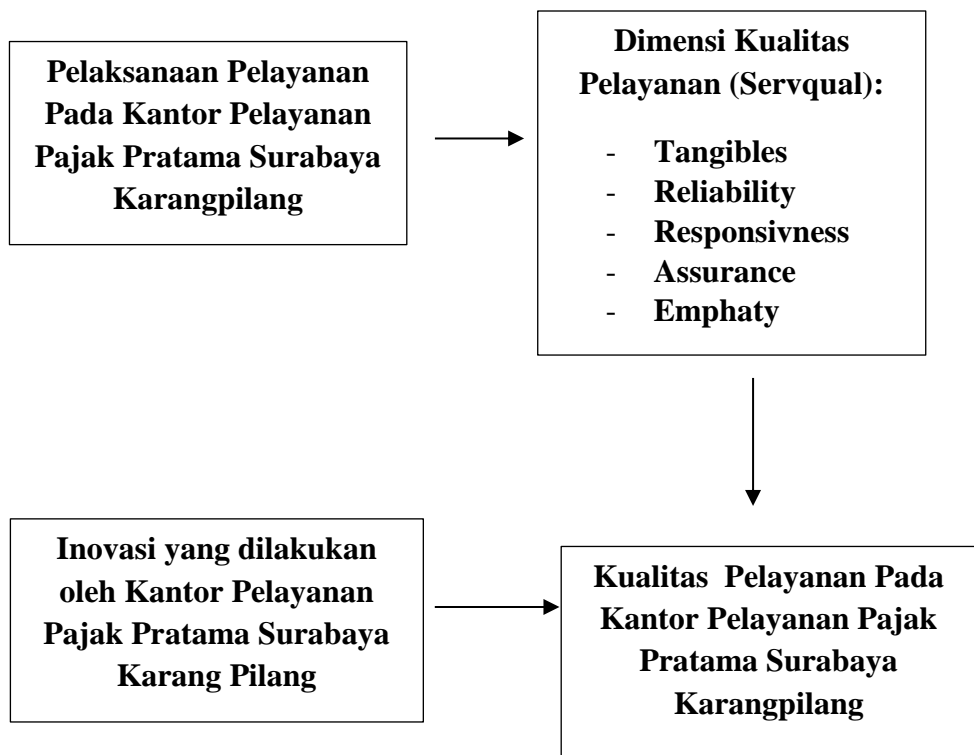 Pelaksanaan Pelayanan
Pada Kantor Pelayanan
Pajak Pratama Surabaya
Karangpilang
Dimensi Kualitas
Pelayanan (Servqual):
- Tangibles
- Reliability
- Responsivness
- Assurance
- Emphaty
Inovasi yang dilakukan
oleh Kantor Pelayanan
Pajak Pratama Surabaya
Karang Pilang
Kualitas Pelayanan Pada
Kantor Pelayanan Pajak
Pratama Surabaya
Karangpilang